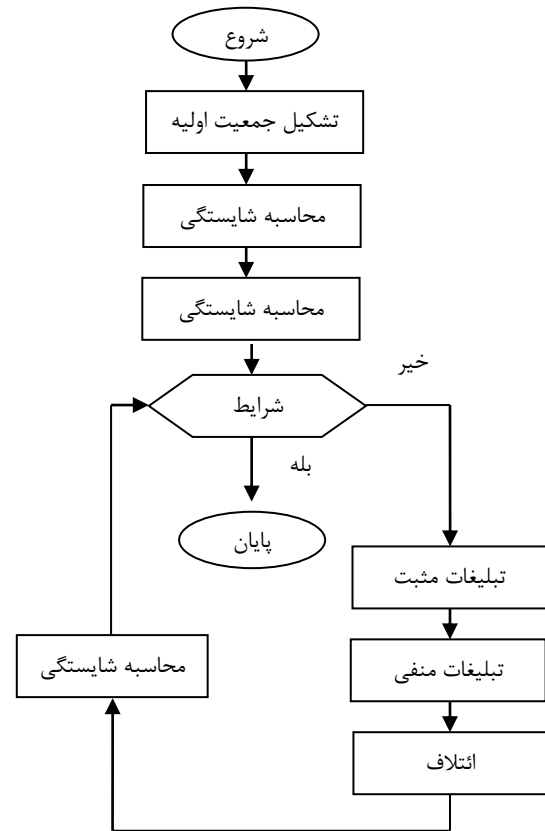 شروع
تشکیل جمعیت اولیه
محاسبه شایستگی
محاسبه شایستگی
خیر
شرایط
بله
پایان
تبلیغات مثبت
محاسبه شایستگی
تبلیغات منفی
ائتلاف